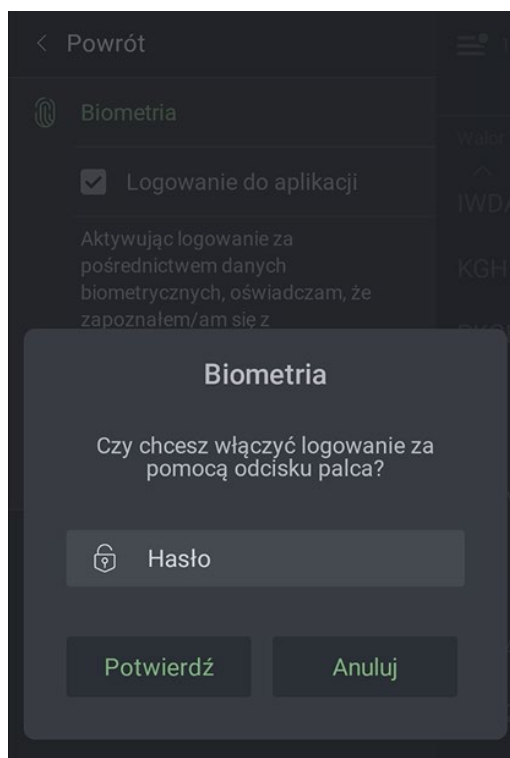 Powrót
Biometria
Logowanie do aplikacji
Aktywując logowanie za
pośrednictwem danych
biometrycznych, oświadczam, że
zapoznałem/am się z
Walor
IWDA
KGH
Biometria
Czy chcesz włączyć logowanie za
pomocą odcisku palca?
Hasło
Potwierdź
Anuluj